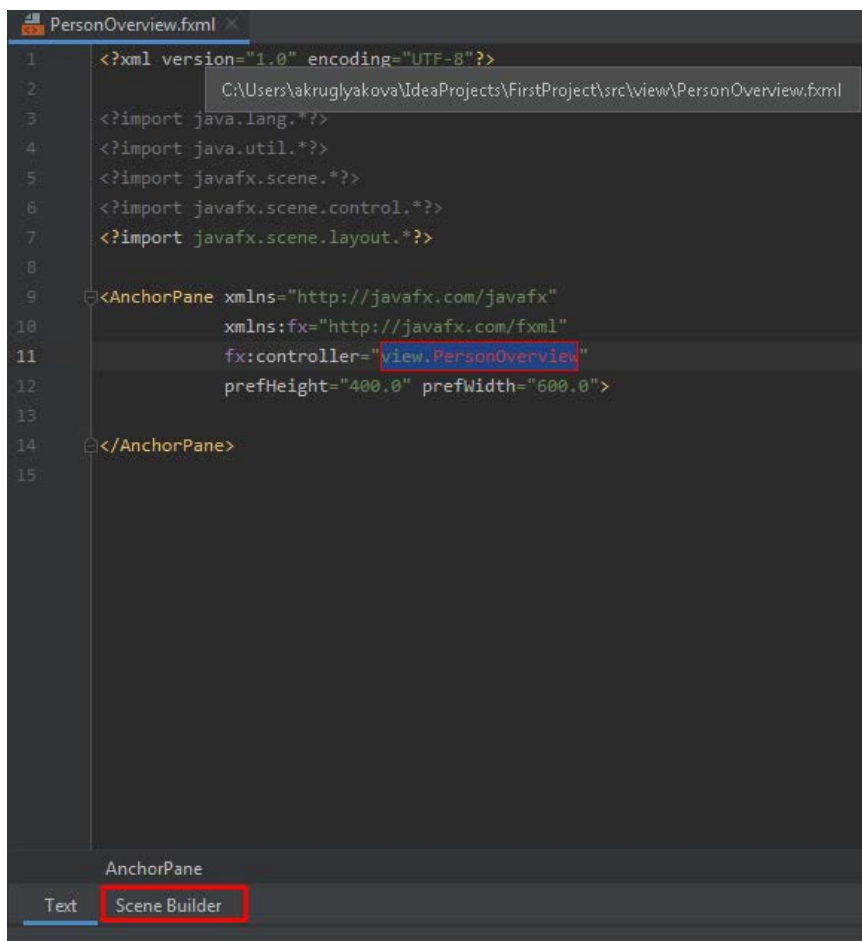 PersonOverview.fxml
1 <?xml version="1.0" encoding="UTF-8"?>
2
C:\Users\akruglyakova\IdeaProjects\FirstProject\src\view\PersonOverview.fxml
3 <?import java.lang.*?>
4 <?import java.util.*?>
5 <?import javafx.scene.*?>
6 <?import javafx.scene.control.*?>
7 <?import javafx.scene.layout.*?>
8
9 <AnchorPane xmlns="http://javafx.com/javafx"
10 xmlns:fx="http://javafx.com/fxml"
11 fx:controller="view.PersonOverview"
12 prefHeight="400.0" prefWidth="600.0">
13
14 </AnchorPane>
15
AnchorPane
Text Scene Builder